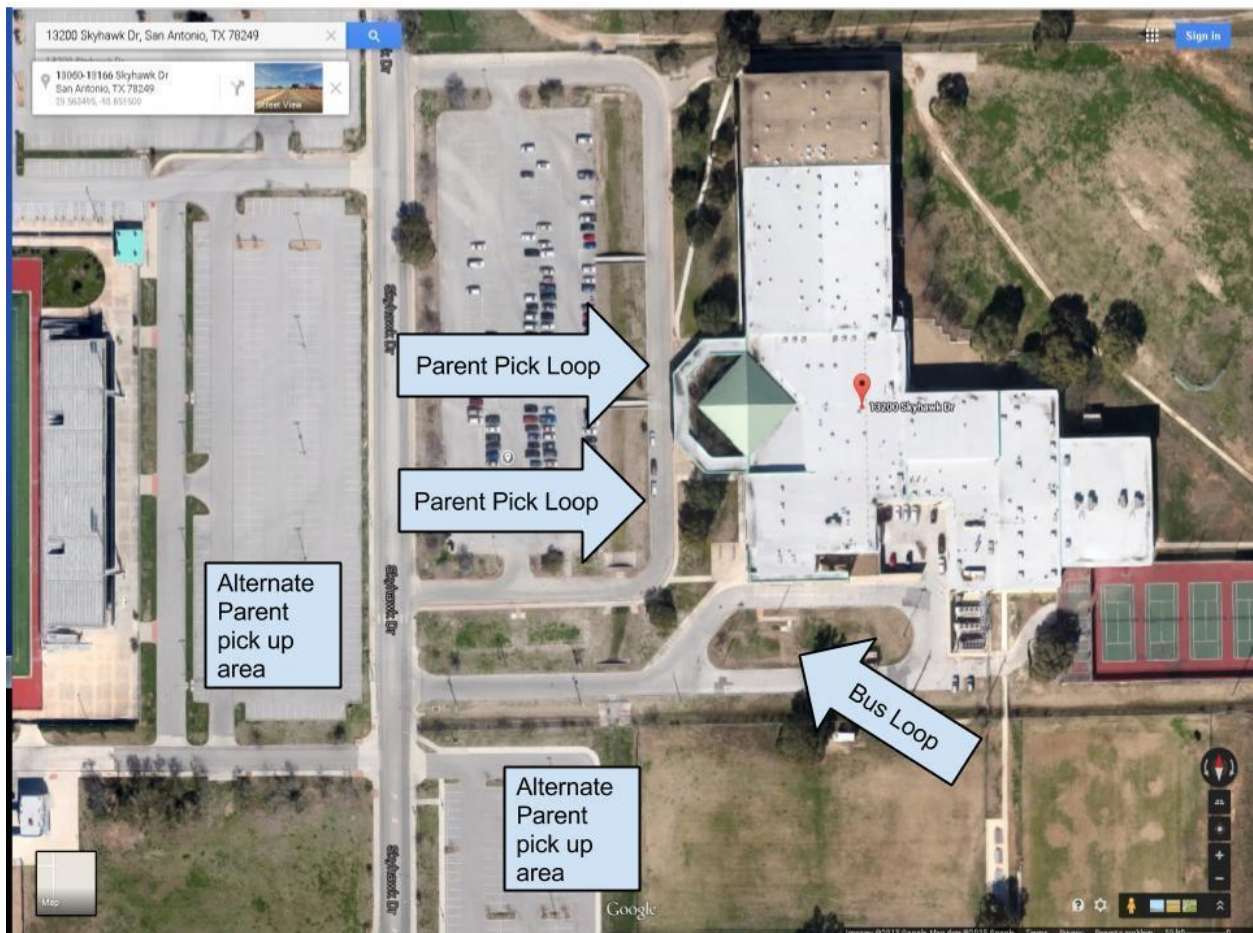 13200 Skyhawk Dr, San Antonio, TX 78249
Sign in
Skyhawk Dr
San Antonio, TX 78249
Street View
Skyhawk Dr
Parent Pick Loop
13200 Skyhawk Dr
Parent Pick Loop
Skyhawk Dr
Alternate
Parent
pick up
area
Bus Loop
Alternate
Parent
pick up
area
Skyhawk Dr
Map
Google